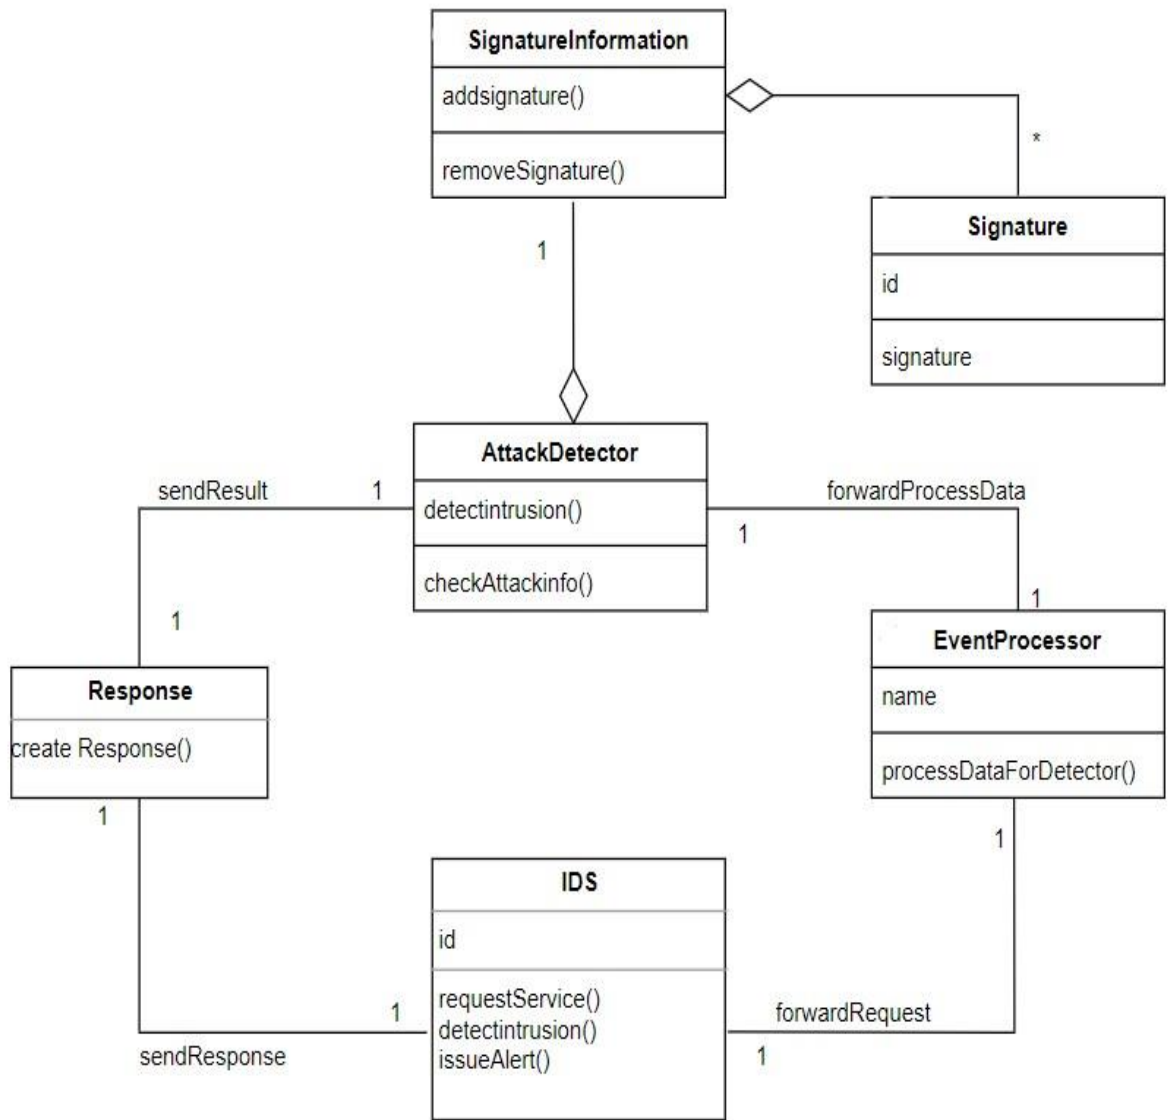 SignatureInformation
addsignature()
removeSignature()
*
1
Signature
id
signature
AttackDetector
detectintrusion()
checkAttackinfo()
sendResult
1
1
forwardProcessData
1
1
Response
create Response()
1
EventProcessor
name
processDataForDetector()
1
IDS
id
requestService()
detectintrusion()
issueAlert()
1
sendResponse
forwardRequest
1